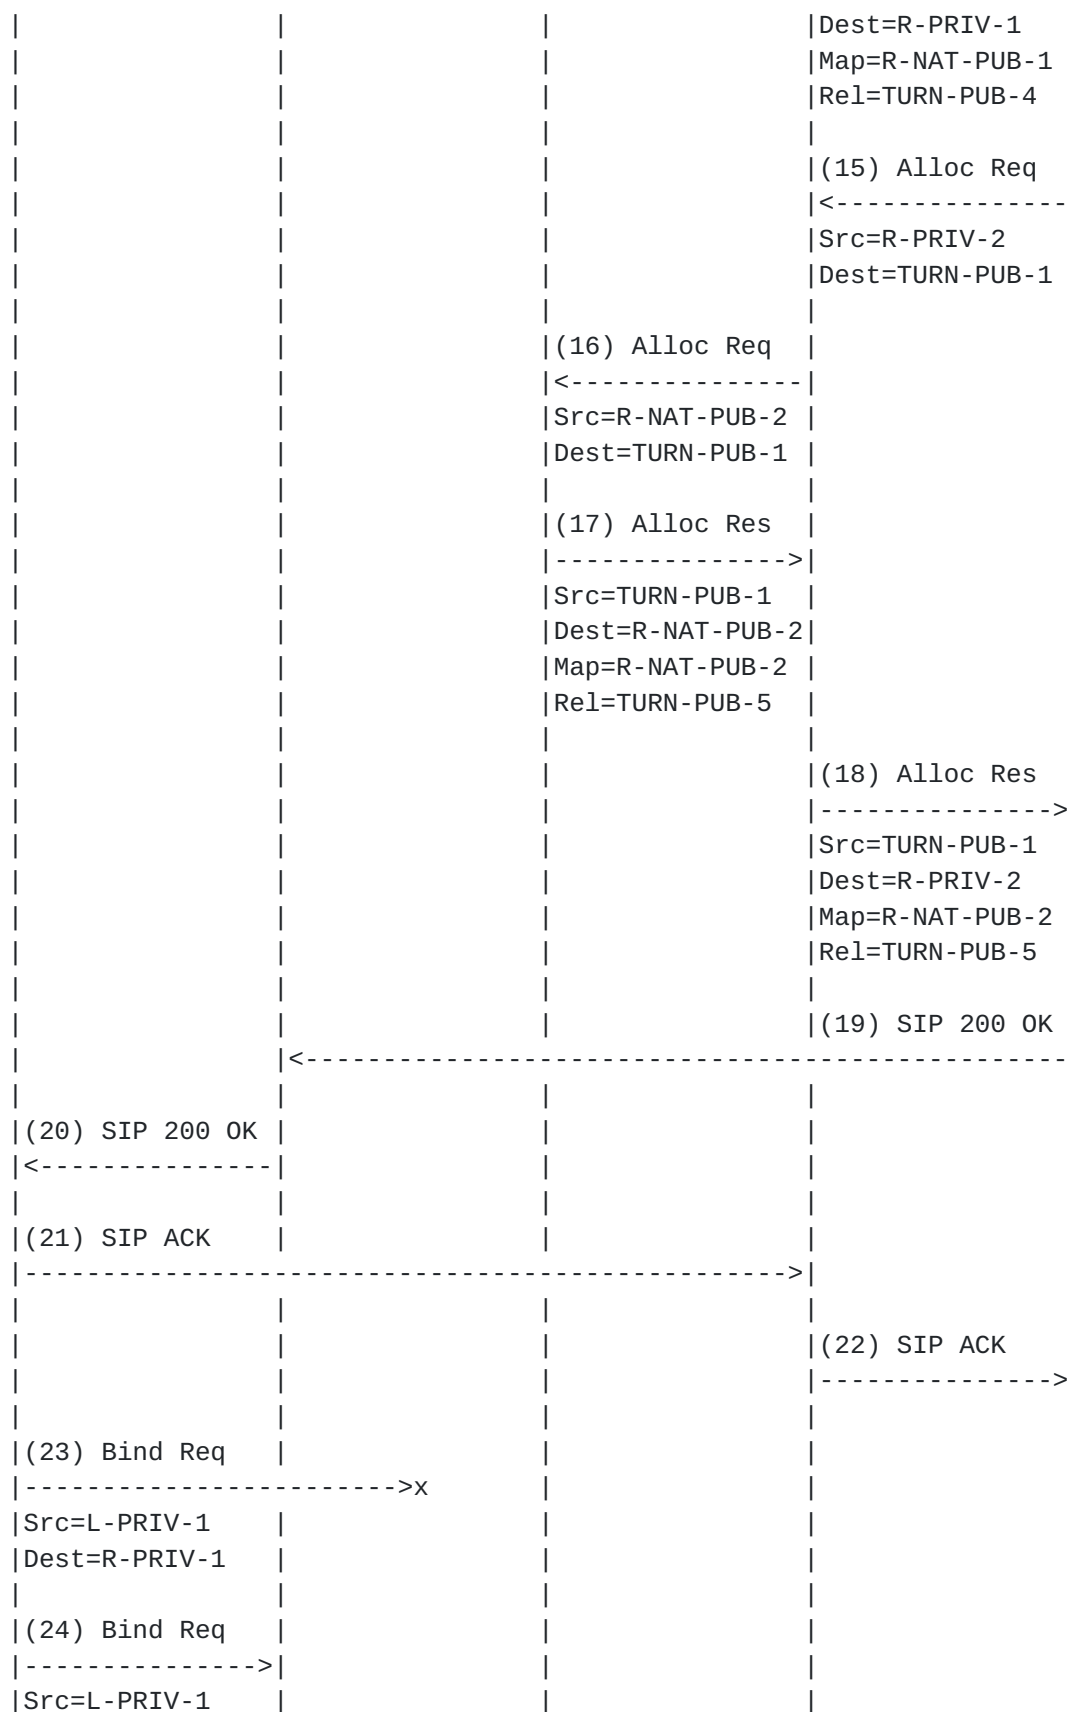 |                |                |                |Dest=R-PRIV-1
|                |                |                |Map=R-NAT-PUB-1
|                |                |                |Rel=TURN-PUB-4
|                |                |                |
|                |                |                |(15) Alloc Req
|                |                |                |<----------------
|                |                |                |Src=R-PRIV-2
|                |                |                |Dest=TURN-PUB-1
|                |                |                |
|                |                |(16) Alloc Req  |
|                |                |<---------------|
|                |                |Src=R-NAT-PUB-2 |
|                |                |Dest=TURN-PUB-1 |
|                |                |                |
|                |                |(17) Alloc Res  |
|                |                |--------------->|
|                |                |Src=TURN-PUB-1  |
|                |                |Dest=R-NAT-PUB-2|
|                |                |Map=R-NAT-PUB-2 |
|                |                |Rel=TURN-PUB-5  |
|                |                |                |
|                |                |                |(18) Alloc Res
|                |                |                |--------------->
|                |                |                |Src=TURN-PUB-1
|                |                |                |Dest=R-PRIV-2
|                |                |                |Map=R-NAT-PUB-2
|                |                |                |Rel=TURN-PUB-5
|                |                |                |
|                |                |                |(19) SIP 200 OK
|                |<-------------------------------------------------
|                |                |                |
|(20) SIP 200 OK |                |                |
|<---------------|                |                |
|                |                |                |
|(21) SIP ACK    |                |                |
|------------------------------------------------->|
|                |                |                |
|                |                |                |(22) SIP ACK
|                |                |                |--------------->
|                |                |                |
|(23) Bind Req   |                |                |
|------------------------>x       |                |
|Src=L-PRIV-1    |                |                |
|Dest=R-PRIV-1   |                |                |
|                |                |                |
|(24) Bind Req   |                |                |
|--------------->|                |                |
|Src=L-PRIV-1    |                |                |